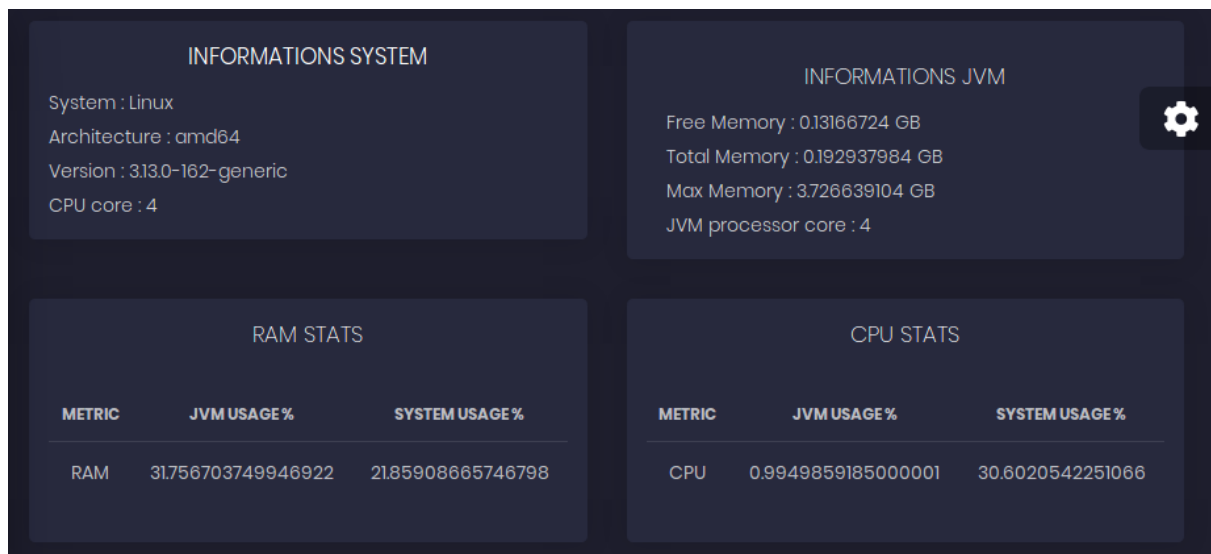 INFORMATIONS SYSTEM
System : Linux
Architecture : amd64
Version : 3.13.0-162-generic
CPU core : 4
INFORMATIONS JVM
Free Memory : 0.13166724 GB
Total Memory : 0.192937984 GB
Max Memory : 3.726639104 GB
JVM processor core : 4
RAM STATS
METRIC JVM USAGE % SYSTEM USAGE %
RAM 31.756703749946922 21.85908665746798
CPU STATS
METRIC JVM USAGE % SYSTEM USAGE %
CPU 0.9949859185000001 30.6020542251066